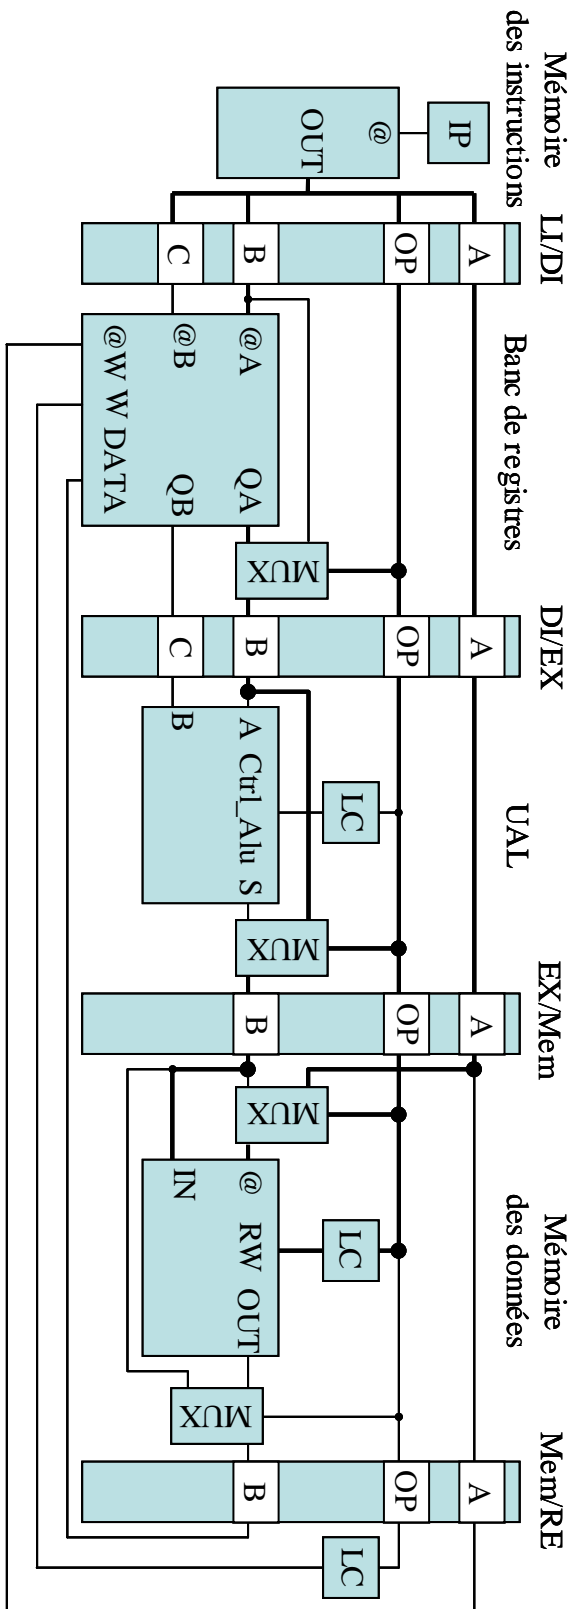 Mémoire
des instructions
LI/DI
Banc de registres
DI/EX
UAL
EX/Mem
Mémoire
des données
Mem/RE
IP
@
OUT
A
OP
B
C
@A
@B
@W W DATA
QA
QB
MUX
A
OP
B
C
LC
A Ctrl_Alu S
B
MUX
A
OP
B
MUX
LC
@ RW OUT
IN
MUX
A
OP
B
LC